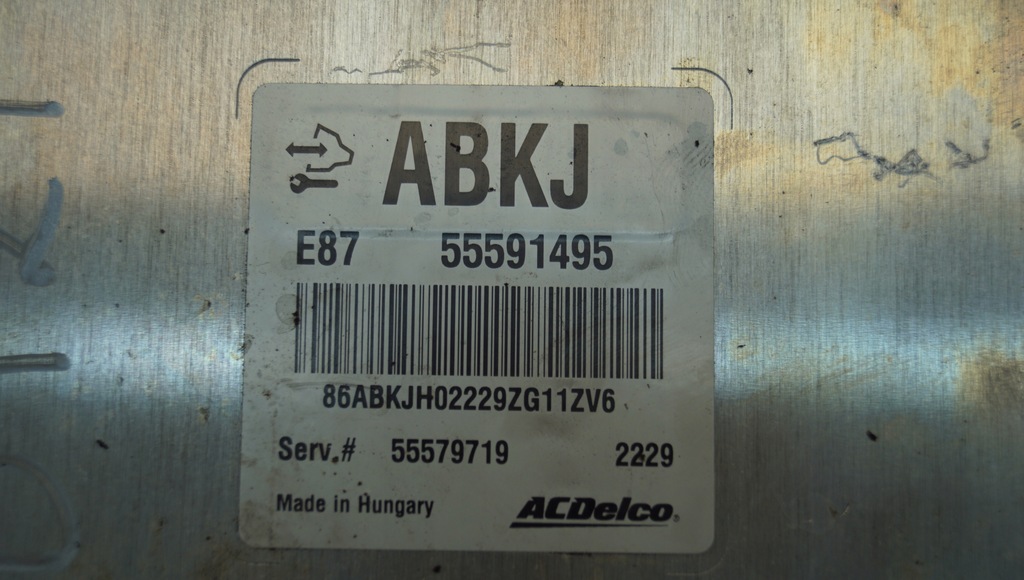 ABKJ
E87 55591495
86ABKJH02229ZG11ZV6
Serv.# 55579719 2229
Made in Hungary ACDelco